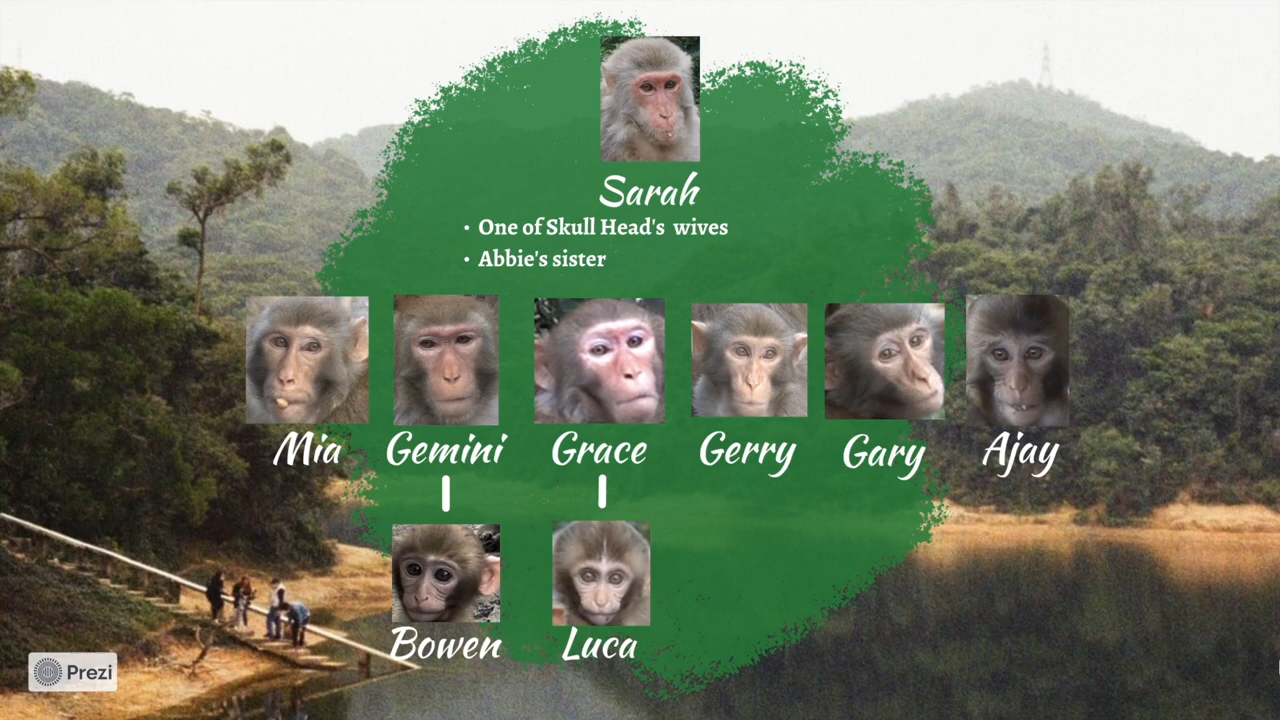 Sarah
• One of Skull Head's wives
• Abbie's sister
Mia Gemini Grace Gerry Gary Ajay
Bowen Luca
Prezi